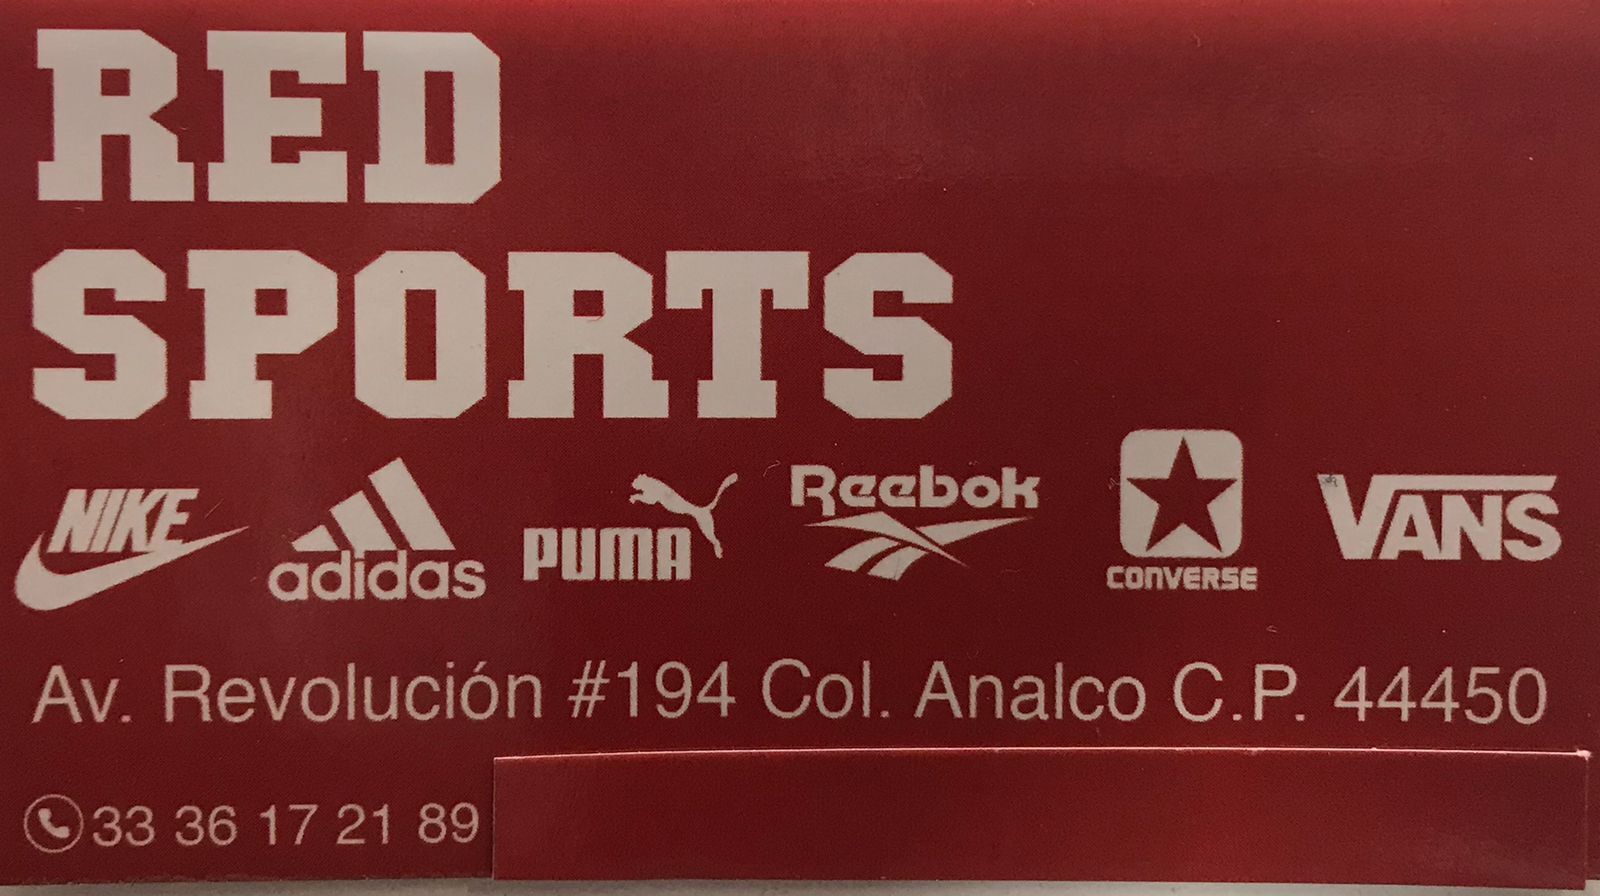 RED
SPORTS
NIKE adidas PUMA Reebok CONVERSE VANS
Av. Revolución #194 Col. Analco C.P. 44450
33 36 17 21 89